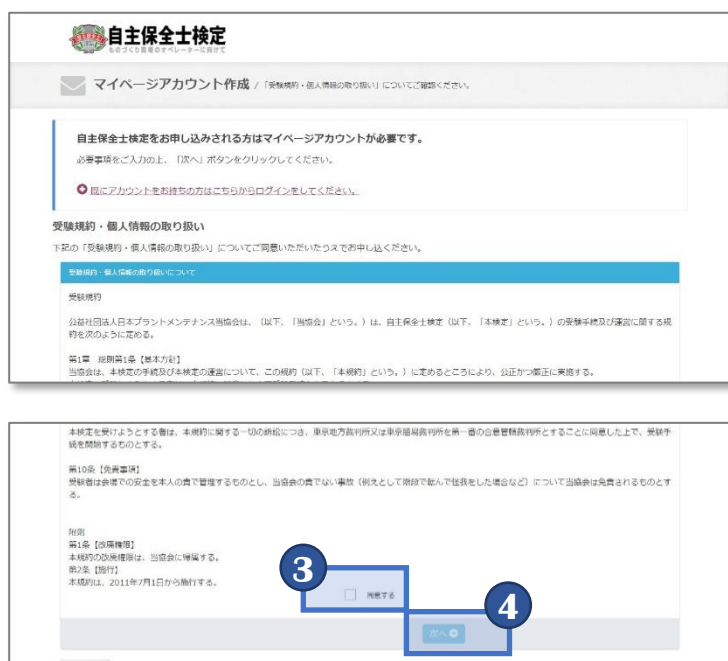 自主保全士検定
ものづくり現場のオペレーターに向けて
マイページアカウント作成 / 「受験規約・個人情報の取り扱い」についてご確認ください。
自主保全士検定をお申し込みされる方はマイページアカウントが必要です。
必要事項をご入力の上、「次へ」ボタンをクリックしてください。
既にアカウントをお持ちの方はこちらからログインをしてください。
受験規約・個人情報の取り扱い
下記の「受験規約・個人情報の取り扱い」についてご同意いただいたうえでお申し込みください。
受験規約・個人情報の取り扱いについて
受験規約
公益社団法人日本プラントメンテナンス協会は、(以下、「当協会」という。)は、自主保全士検定(以下、「本検定」という。)の受験手続及び運営に関する規
約を次のように定める。
第1章 総則第1条【基本方針】
当協会は、本検定の手続及び本検定の運営について、この規約(以下、「本規約」という。)に定めるところにより、公正かつ厳正に実施する。
本検定を受けようとする者は、本規約に関する一切の訴訟につき、東京地方裁判所又は東京簡易裁判所を第一審の合意管轄裁判所とすることに同意した上で、受験手
続を開始するものとする。
第10条【免責事項】
受験者は会場での安全を本人の責で管理するものとし、当協会の責でない事故(例えとして階段で転んで怪我をした場合など)について当協会は免責されるものとす
る。
附則
第1条【改廃権限】
本規約の改廃権限は、当協会に帰属する。
第2条【施行】
本規約は、2011年7月1日から施行する。
3
同意する
4
次へ